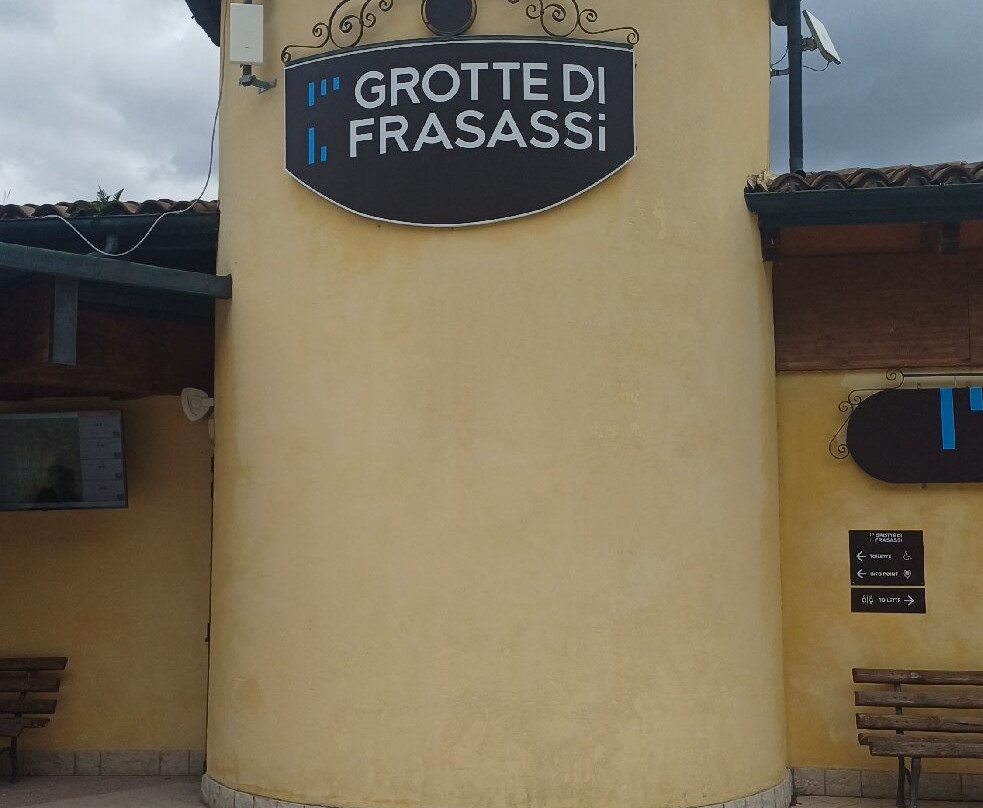 GROTTE DI
FRASASSi
GROTTE DI
FRASASSI
TOILETTE
INFO POINT
TOILETTE